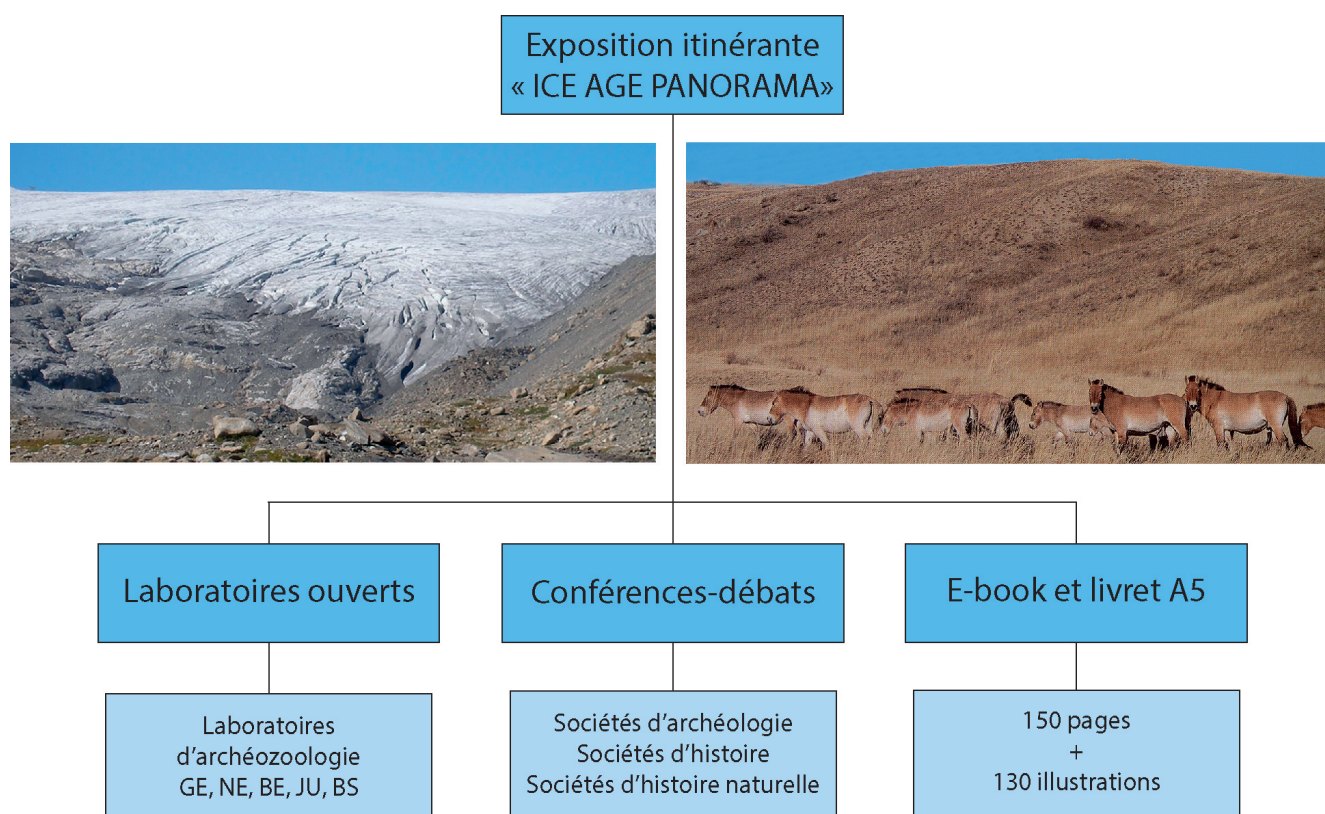 Exposition itinérante
« ICE AGE PANORAMA»
Laboratoires ouverts
Conférences-débats
E-book et livret A5
Laboratoires
d’archéozoologie
GE, NE, BE, JU, BS
Sociétés d’archéologie
Sociétés d’histoire
Sociétés d’histoire naturelle
150 pages
+
130 illustrations